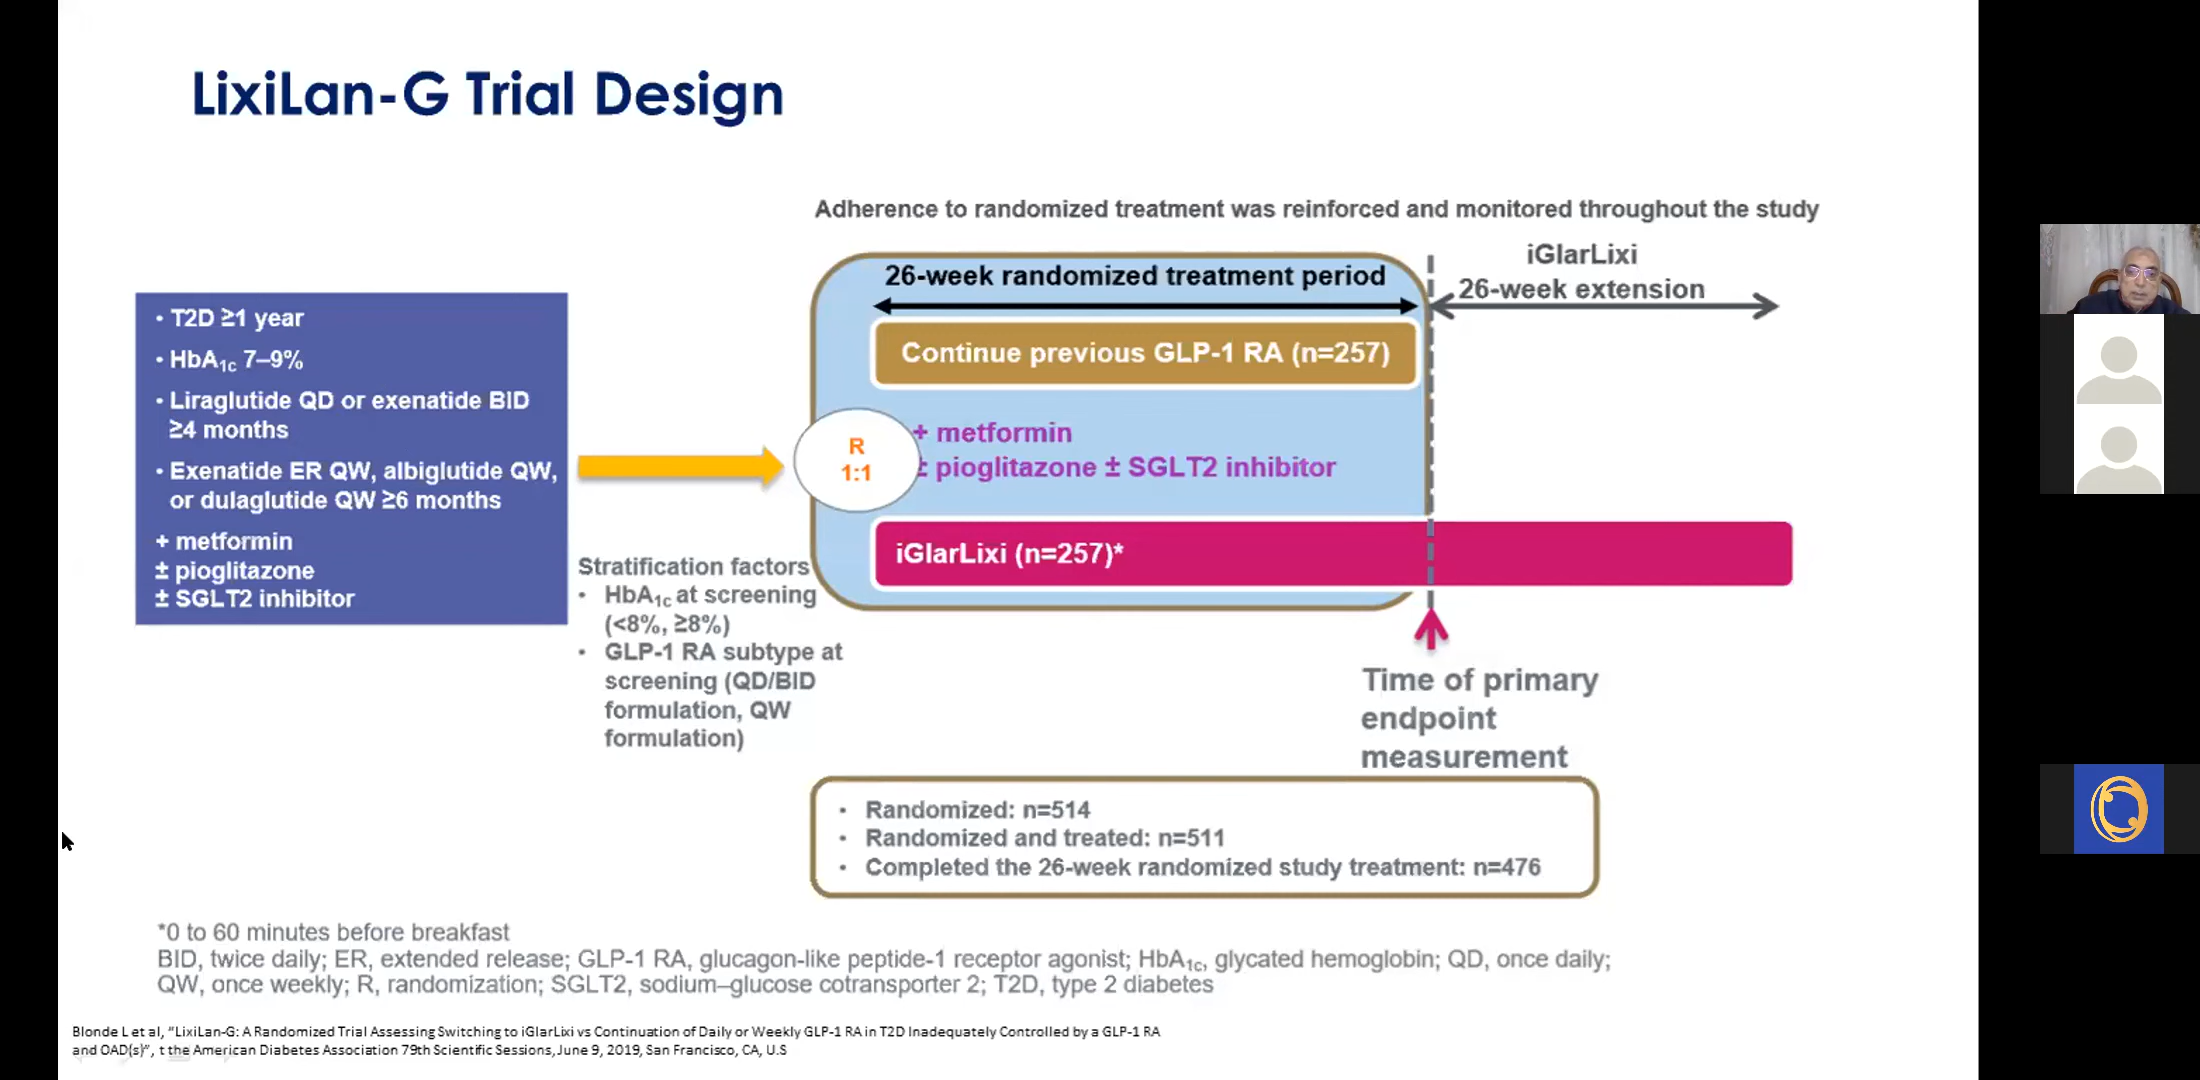 LixiLan-G Trial Design
Adherence to randomized treatment was reinforced and monitored throughout the study
• T2D ≥1 year
• HbA1c 7–9%
• Liraglutide QD or exenatide BID
≥4 months
• Exenatide ER QW, albiglutide QW,
or dulaglutide QW ≥6 months
+ metformin
± pioglitazone
± SGLT2 inhibitor
Stratification factors
• HbA1c at screening
(<8%, ≥8%)
• GLP-1 RA subtype at
screening (QD/BID
formulation, QW
formulation)
R
1:1
26-week randomized treatment period
Continue previous GLP-1 RA (n=257)
+ metformin
± pioglitazone ± SGLT2 inhibitor
iGlarLixi (n=257)*
iGlarLixi
26-week extension
Time of primary
endpoint
measurement
• Randomized: n=514
• Randomized and treated: n=511
• Completed the 26-week randomized study treatment: n=476
*0 to 60 minutes before breakfast
BID, twice daily; ER, extended release; GLP-1 RA, glucagon-like peptide-1 receptor agonist; HbA1c, glycated hemoglobin; QD, once daily;
QW, once weekly; R, randomization; SGLT2, sodium–glucose cotransporter 2; T2D, type 2 diabetes
Blonde L et al, "LixiLan-G: A Randomized Trial Assessing Switching to iGlarLixi vs Continuation of Daily or Weekly GLP-1 RA in T2D Inadequately Controlled by a GLP-1 RA
and OAD(s)", t the American Diabetes Association 79th Scientific Sessions, June 9, 2019, San Francisco, CA, U.S